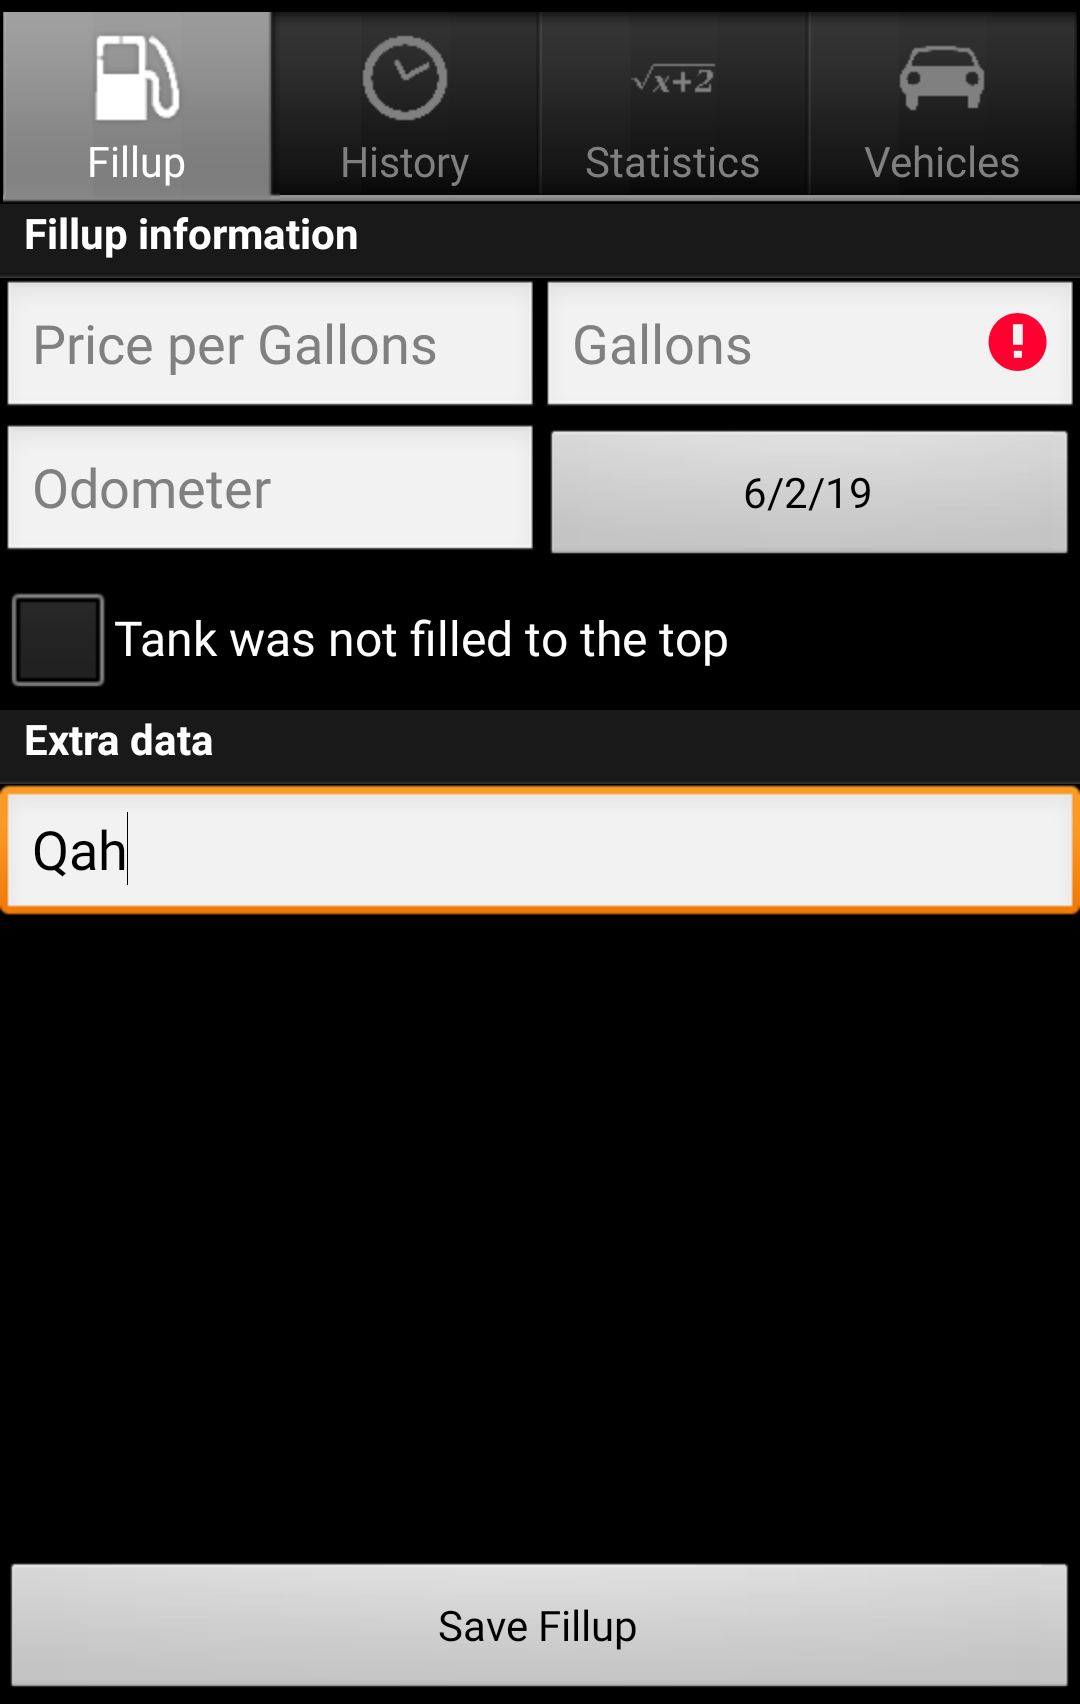 Fillup History √x+2 Statistics Vehicles
Fillup information
Price per Gallons Gallons
Odometer 6/2/19
Tank was not filled to the top
Extra data
Qah
Save Fillup